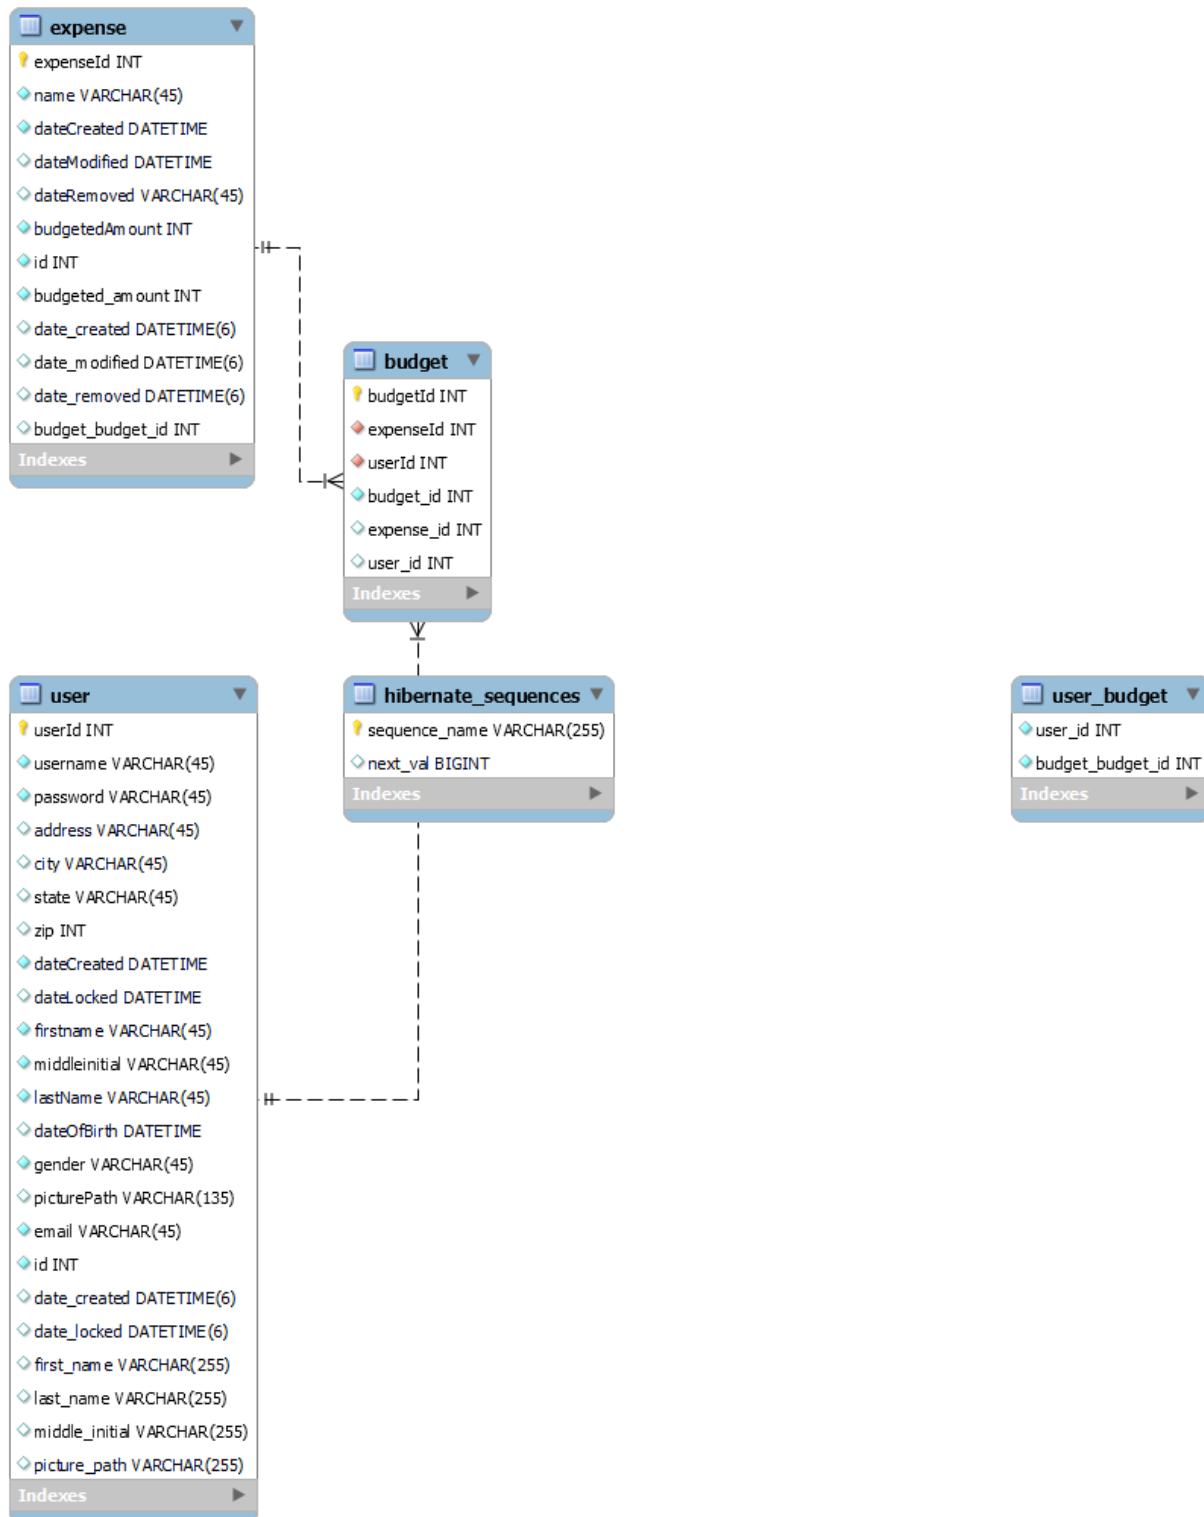 expense
expenseId INT
name VARCHAR(45)
dateCreated DATETIME
dateModified DATETIME
dateRemoved VARCHAR(45)
budgetedAmount INT
id INT
budgeted_amount INT
date_created DATETIME(6)
date_modified DATETIME(6)
date_removed DATETIME(6)
budget_budget_id INT
Indexes
budget
budgetId INT
expenseId INT
userId INT
budget_id INT
expense_id INT
user_id INT
Indexes
user
userId INT
username VARCHAR(45)
password VARCHAR(45)
address VARCHAR(45)
city VARCHAR(45)
state VARCHAR(45)
zip INT
dateCreated DATETIME
dateLocked DATETIME
firstname VARCHAR(45)
middleinitial VARCHAR(45)
lastName VARCHAR(45)
dateOfBirth DATETIME
gender VARCHAR(45)
picturePath VARCHAR(135)
email VARCHAR(45)
id INT
date_created DATETIME(6)
date_locked DATETIME(6)
first_name VARCHAR(255)
last_name VARCHAR(255)
middle_initial VARCHAR(255)
picture_path VARCHAR(255)
Indexes
hibernate_sequences
sequence_name VARCHAR(255)
next_val BIGINT
Indexes
user_budget
user_id INT
budget_budget_id INT
Indexes